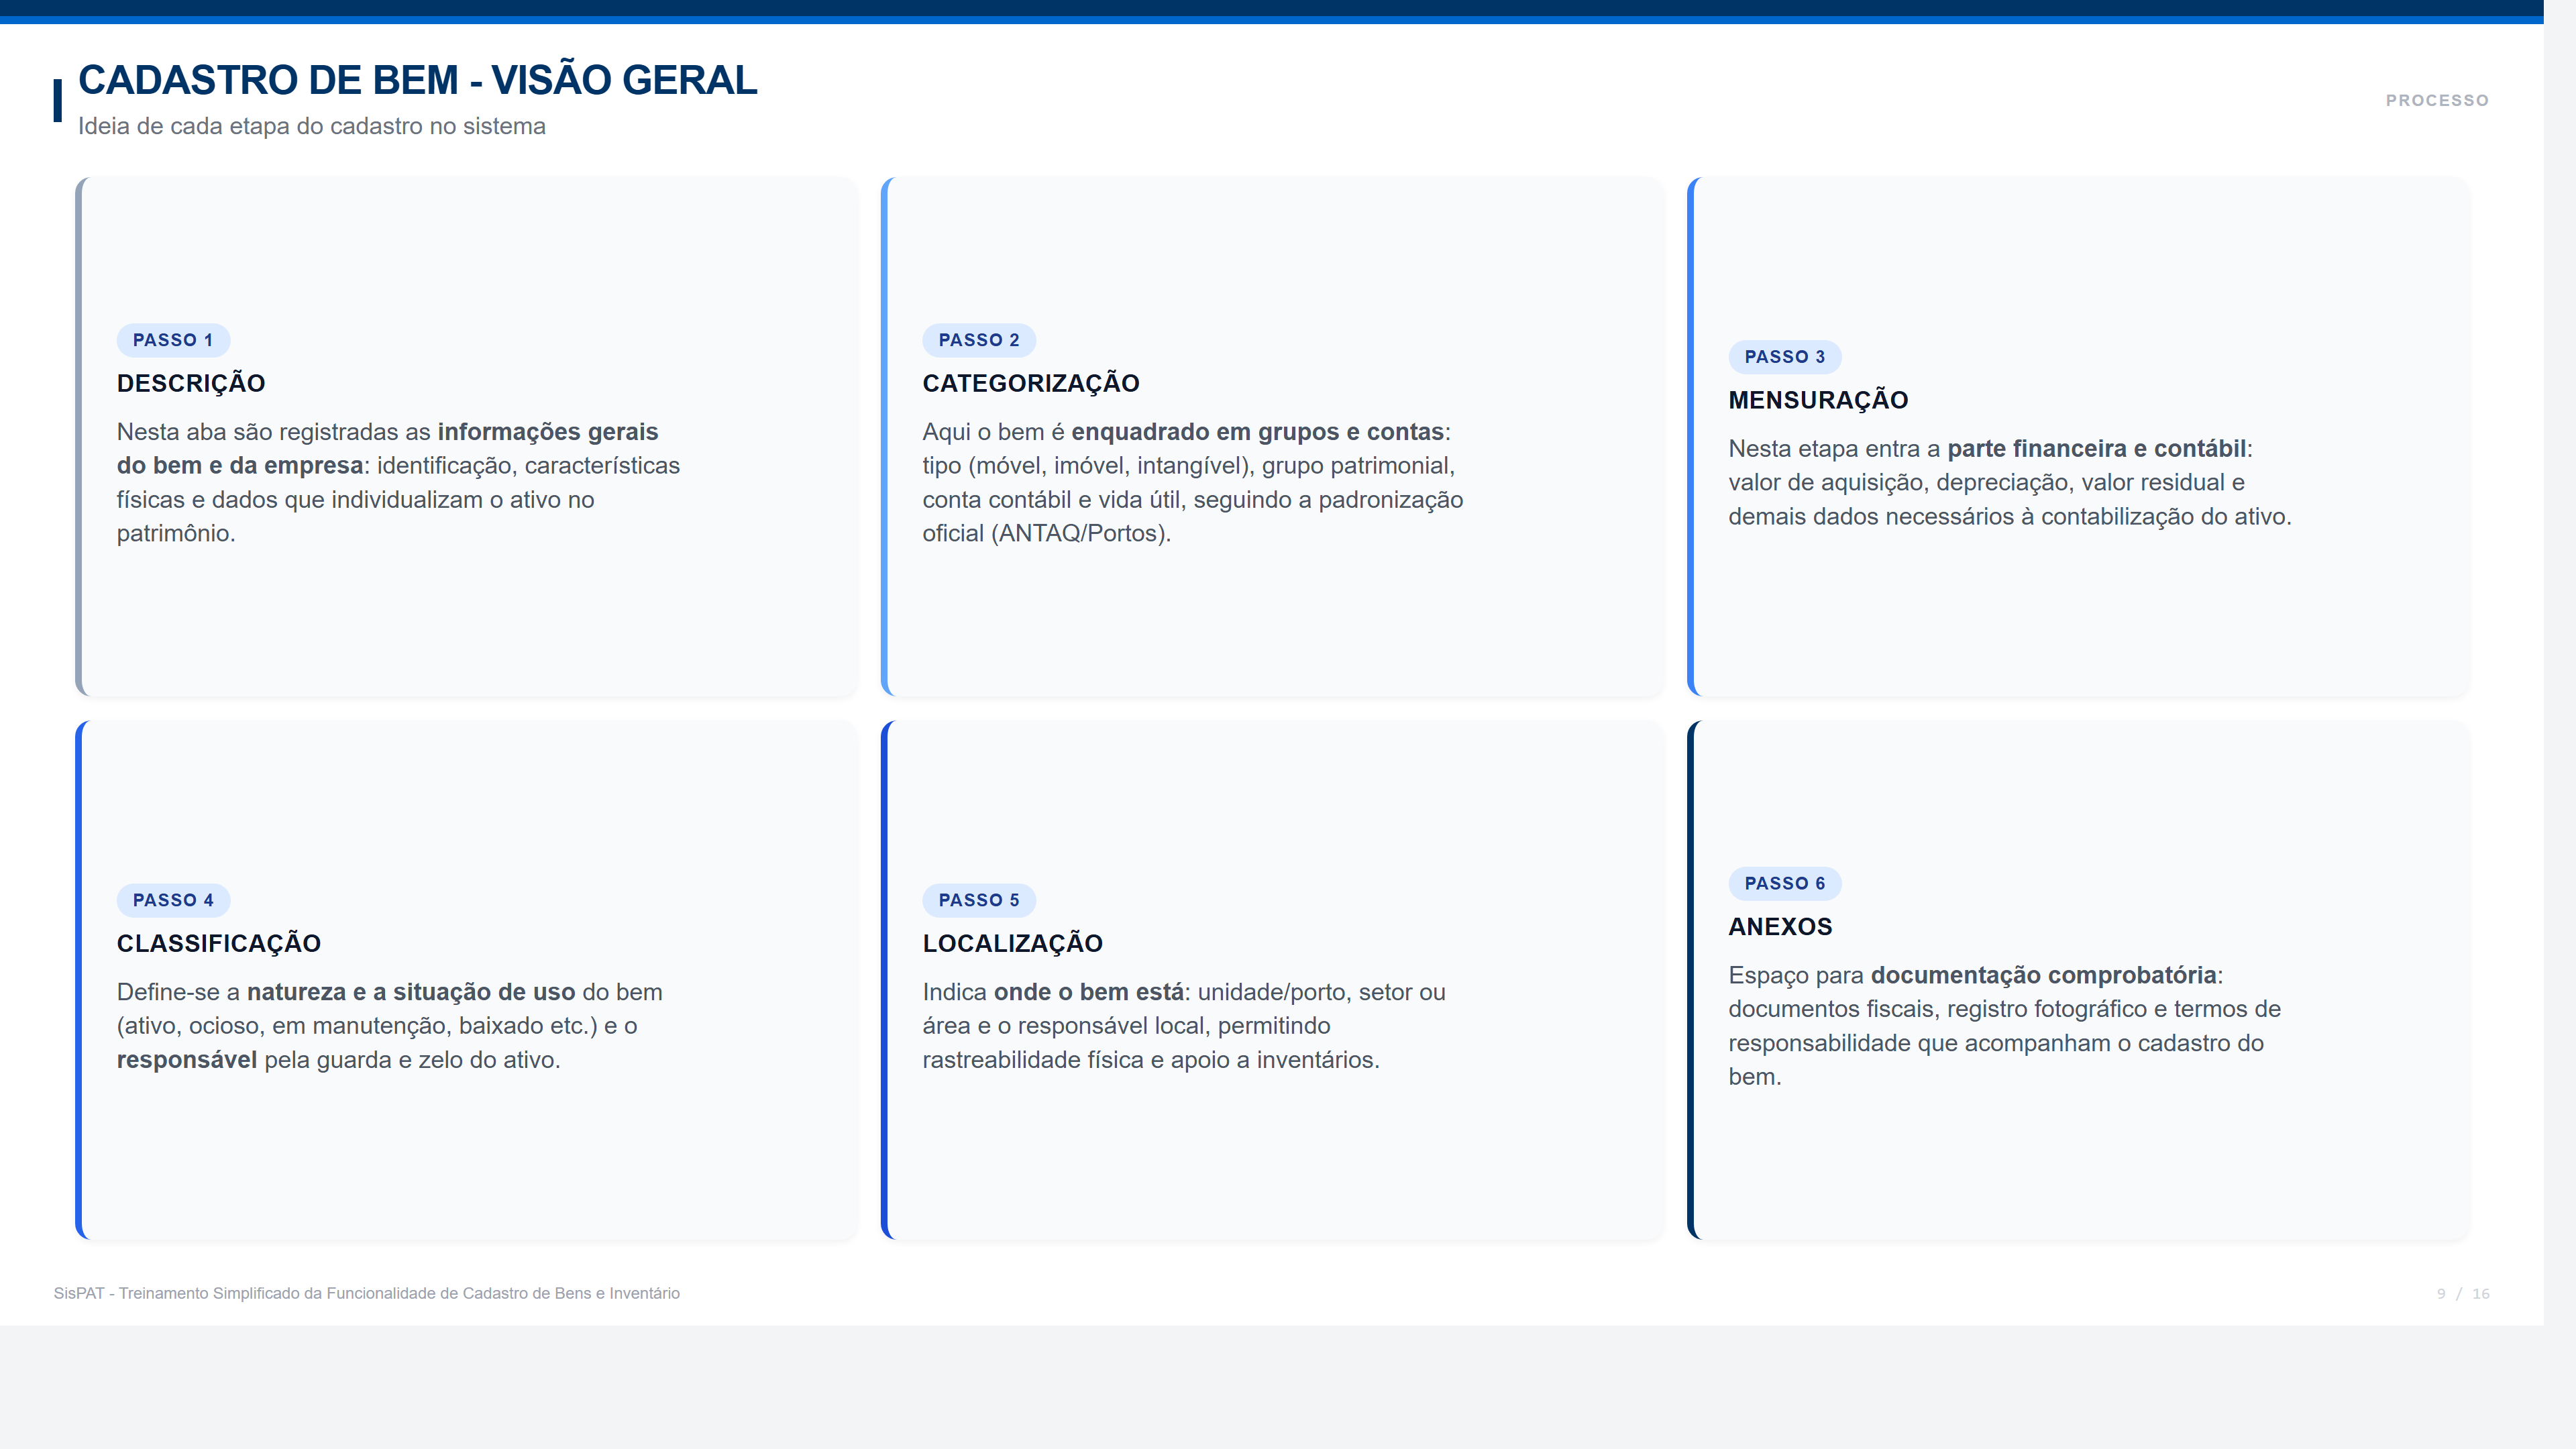 CADASTRO DE BEM - VISÃO GERAL
Ideia de cada etapa do cadastro no sistema
PROCESSO
PASSO 1
DESCRIÇÃO
Nesta aba são registradas as informações gerais
do bem e da empresa: identificação, características
físicas e dados que individualizam o ativo no
patrimônio.
PASSO 2
CATEGORIZAÇÃO
Aqui o bem é enquadrado em grupos e contas:
tipo (móvel, imóvel, intangível), grupo patrimonial,
conta contábil e vida útil, seguindo a padronização
oficial (ANTAQ/Portos).
PASSO 3
MENSURAÇÃO
Nesta etapa entra a parte financeira e contábil:
valor de aquisição, depreciação, valor residual e
demais dados necessários à contabilização do ativo.
PASSO 4
CLASSIFICAÇÃO
Define-se a natureza e a situação de uso do bem
(ativo, ocioso, em manutenção, baixado etc.) e o
responsável pela guarda e zelo do ativo.
PASSO 5
LOCALIZAÇÃO
Indica onde o bem está: unidade/porto, setor ou
área e o responsável local, permitindo
rastreabilidade física e apoio a inventários.
PASSO 6
ANEXOS
Espaço para documentação comprobatória:
documentos fiscais, registro fotográfico e termos de
responsabilidade que acompanham o cadastro do
bem.
SisPAT - Treinamento Simplificado da Funcionalidade de Cadastro de Bens e Inventário
9 / 16